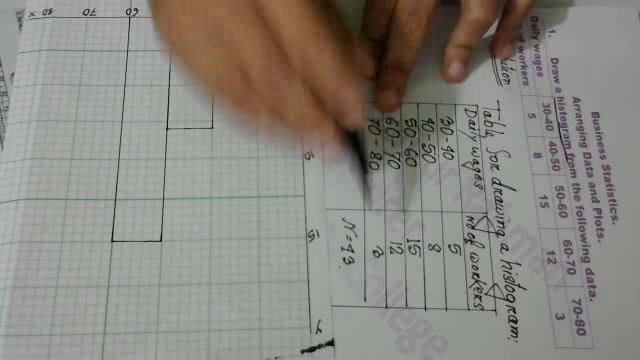 Business Statistics.
Arranging Data and Plots.
1. Draw a histogram from the following data.
Daily wages 30-40 40-50 50-60 60-70 70-80
of workers 5 8 15 12 3
Table for drawing a histogram:
Daily wages No of workers
30-40 5
40-50 8
50-60 15
60-70 12
70-80 3
N=43
60 70 80 X